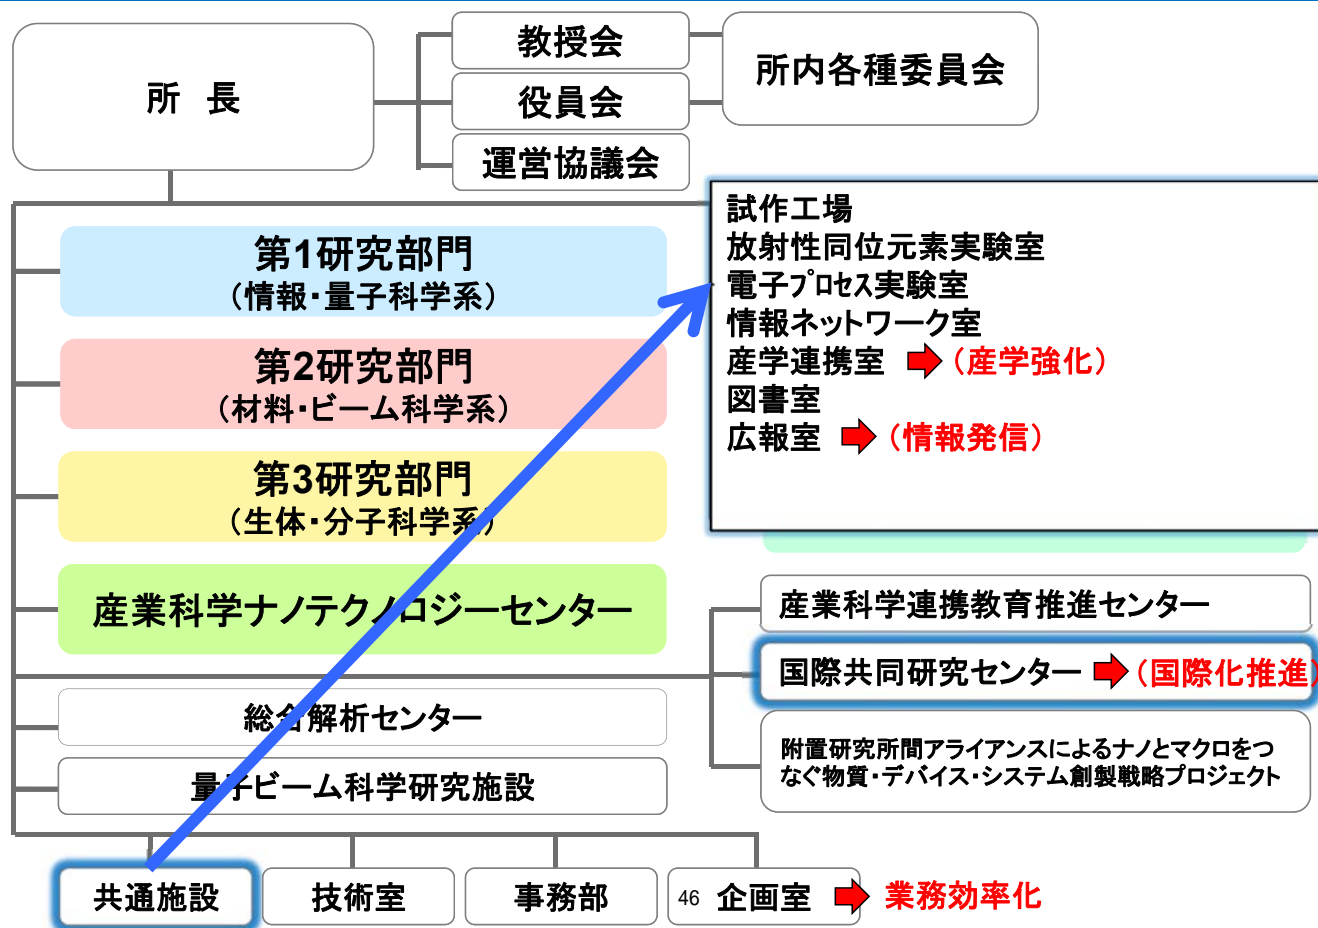 所 長
教授会
役員会
運営協議会
所内各種委員会
試作工場
放射性同位元素実験室
電子プロセス実験室
情報ネットワーク室
産学連携室 (産学強化)
図書室
広報室 (情報発信)
第1研究部門
(情報・量子科学系)
第2研究部門
(材料・ビーム科学系)
第3研究部門
(生体・分子科学系)
産業科学ナノテクノロジーセンター
産業科学連携教育推進センター
国際共同研究センター (国際化推進)
附置研究所間アライアンスによるナノとマクロをつ
なぐ物質・デバイス・システム創製戦略プロジェクト
総合解析センター
量子ビーム科学研究施設
共通施設
技術室
事務部
46 企画室 業務効率化